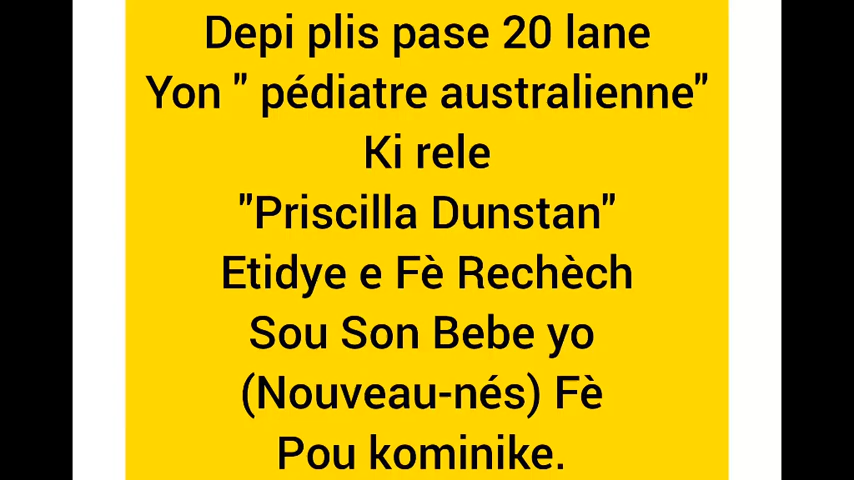 Depi plis pase 20 lane
Yon " pédiatre australienne"
Ki rele
"Priscilla Dunstan"
Etidye e Fè Rechèch
Sou Son Bebe yo
(Nouveau-nés) Fè
Pou kominike.